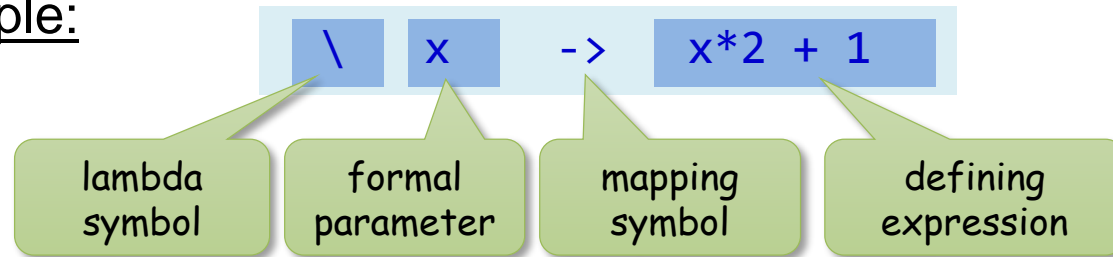 ple:
\ x -> x*2 + 1
lambda symbol
formal parameter
mapping symbol
defining expression